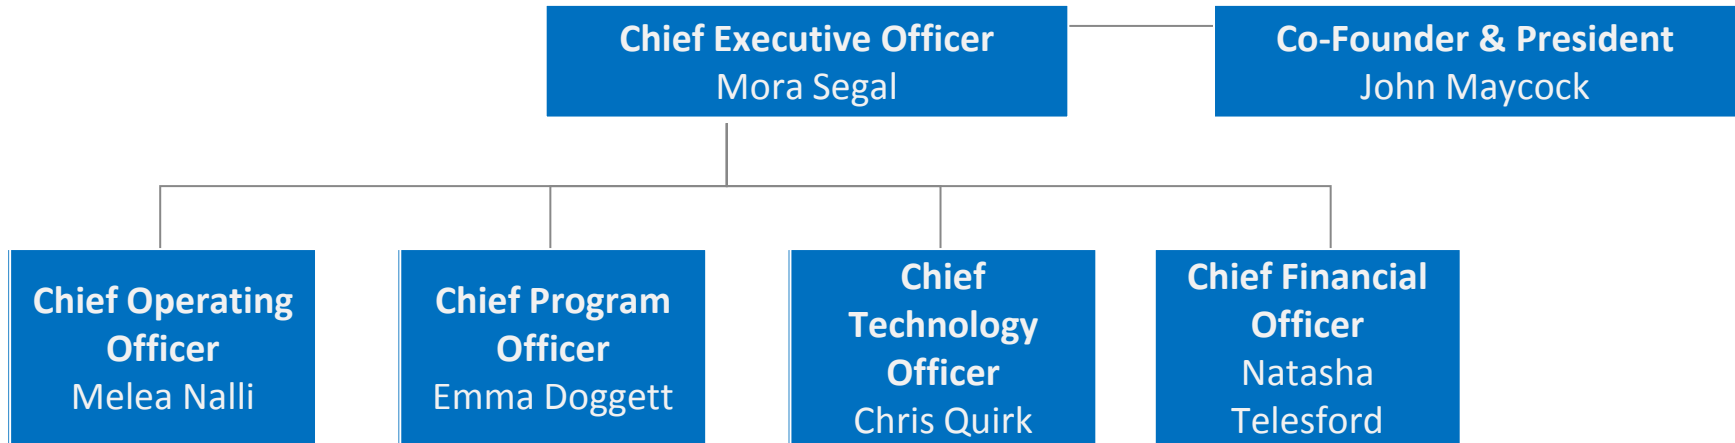 Chief Executive Officer
Mora Segal
Co-Founder & President
John Maycock
Chief Operating
Officer
Melea Nalli
Chief Program
Officer
Emma Doggett
Chief
Technology
Officer
Chris Quirk
Chief Financial
Officer
Natasha
Telesford